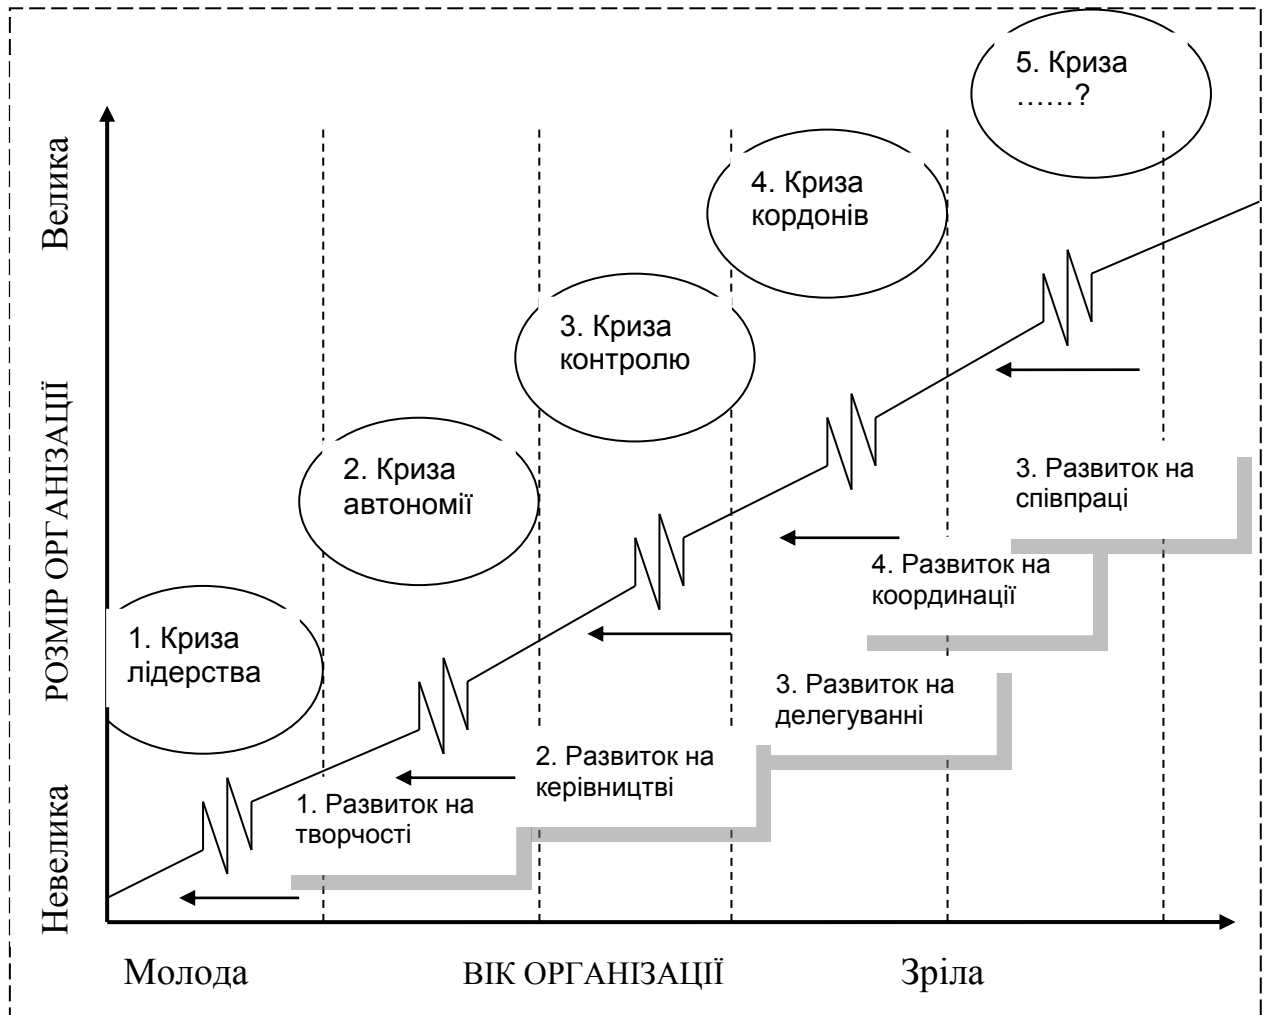 5. Криза
……?
4. Криза
кордонів
3. Криза
контролю
2. Криза
автономії
1. Криза
лідерства
Велика
РОЗМІР ОРГАНІЗАЦІЇ
Невелика
3. Развиток на
співпраці
4. Развиток на
координації
3. Развиток на
делегуванні
2. Развиток на
керівництві
1. Развиток на
творчості
Молода
ВІК ОРГАНІЗАЦІЇ
Зріла